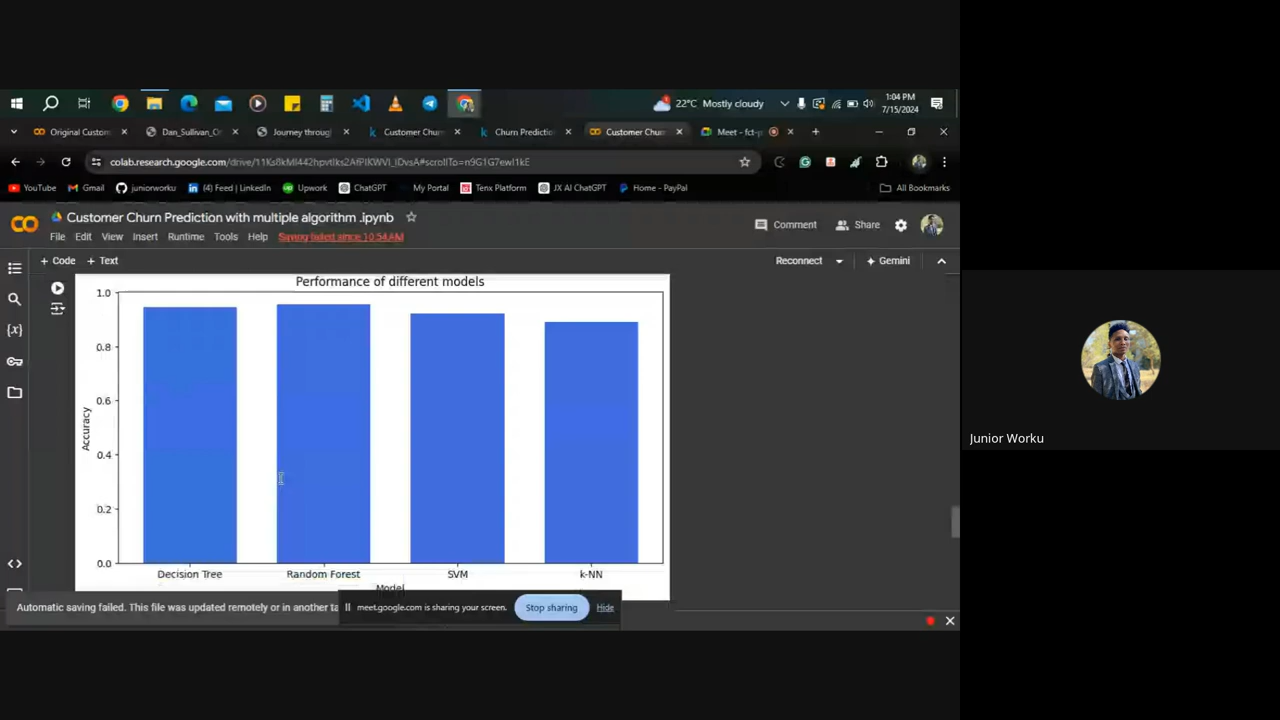 1:04 PM
22°C Mostly cloudy
7/15/2024
Original Custon
Dan_Sullivan_O
Journey throug
Customer Chur
Churn Predictio
Customer Churn
Meet - fct-p
colab.research.google.com/drive/
YouTube
Gmail
juniorworku
(4) Feed | LinkedIn
Upwork
ChatGPT
My Portal
Tenx Platform
JX AI ChatGPT
Home - PayPal
All Bookmarks
Customer Churn Prediction with multiple algorithm .ipynb
Comment
Share
File Edit View Insert Runtime Tools Help Saving failed since 10:54 AM
+ Code + Text
Reconnect
Gemini
Performance of different models
1.0
0.8
0.6
0.4
0.2
0.0
Accuracy
Decision Tree
Random Forest
SVM
k-NN
Model
Automatic saving failed. This file was updated remotely or in another ta
meet.google.com is sharing your screen.
Stop sharing
Hide
Junior Worku